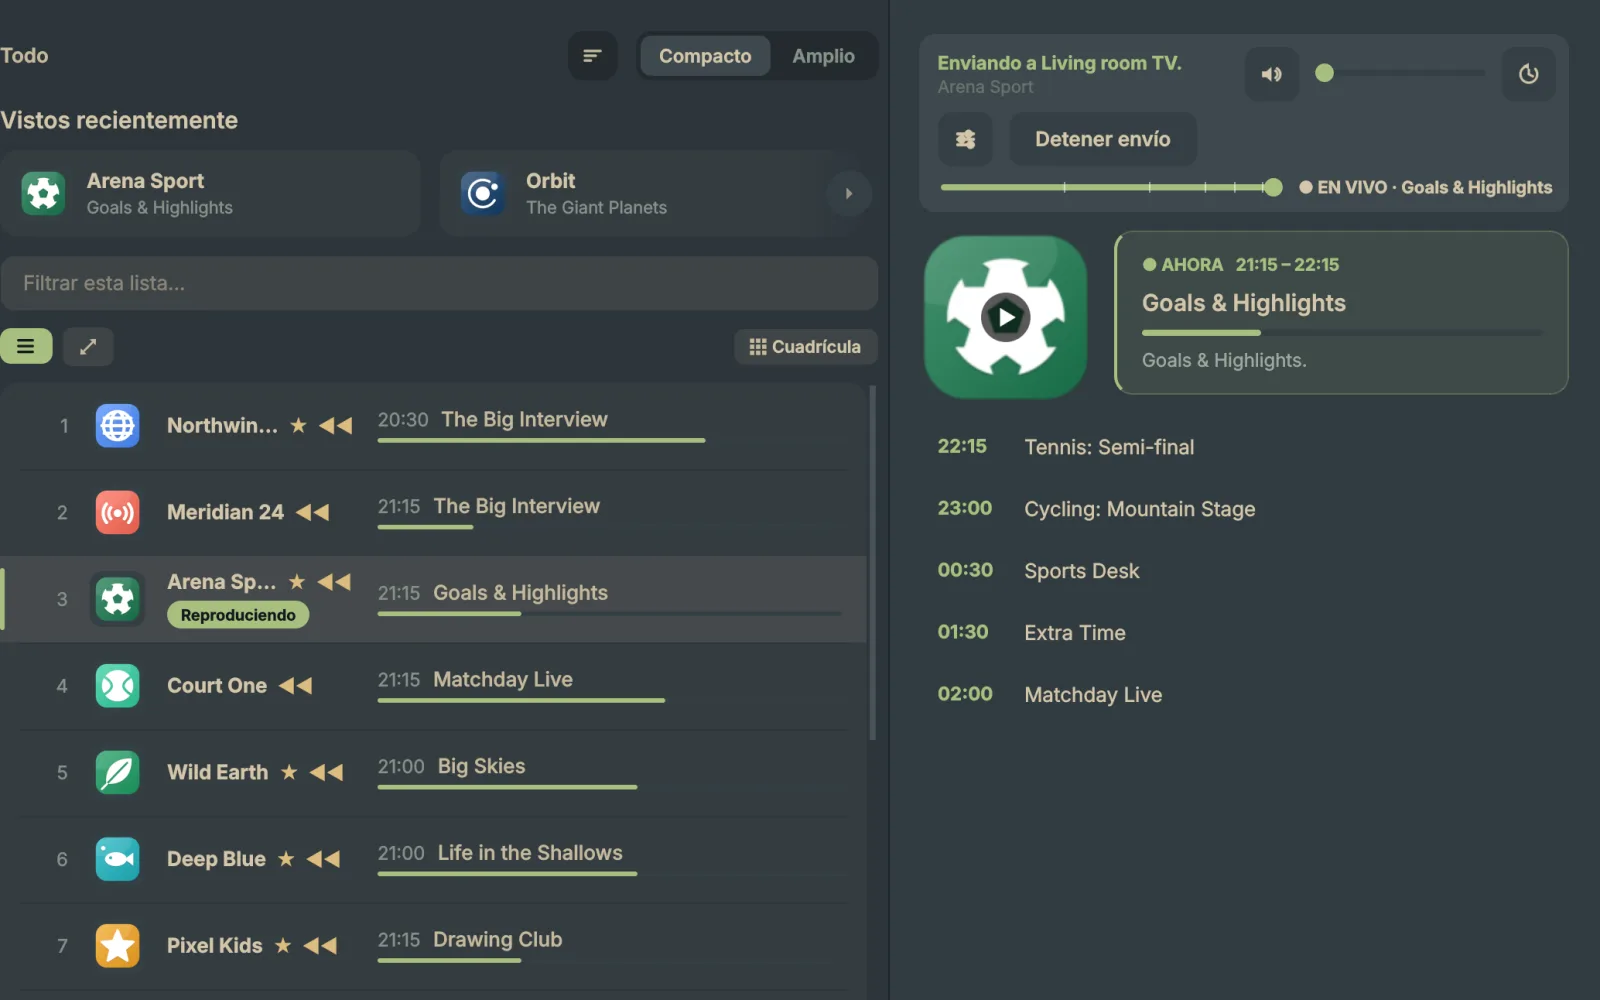 Todo
Compacto
Amplio
Vistos recientemente
Arena Sport
Goals & Highlights
Orbit
The Giant Planets
Filtrar esta lista...
Cuadrícula
1
Northwin...
20:30 The Big Interview
2
Meridian 24
21:15 The Big Interview
3
Arena Sp...
Reproduciendo
21:15 Goals & Highlights
4
Court One
21:15 Matchday Live
5
Wild Earth
21:00 Big Skies
6
Deep Blue
21:00 Life in the Shallows
7
Pixel Kids
21:15 Drawing Club
Enviando a Living room TV.
Arena Sport
Detener envío
EN VIVO · Goals & Highlights
AHORA 21:15 – 22:15
Goals & Highlights
Goals & Highlights.
22:15 Tennis: Semi-final
23:00 Cycling: Mountain Stage
00:30 Sports Desk
01:30 Extra Time
02:00 Matchday Live